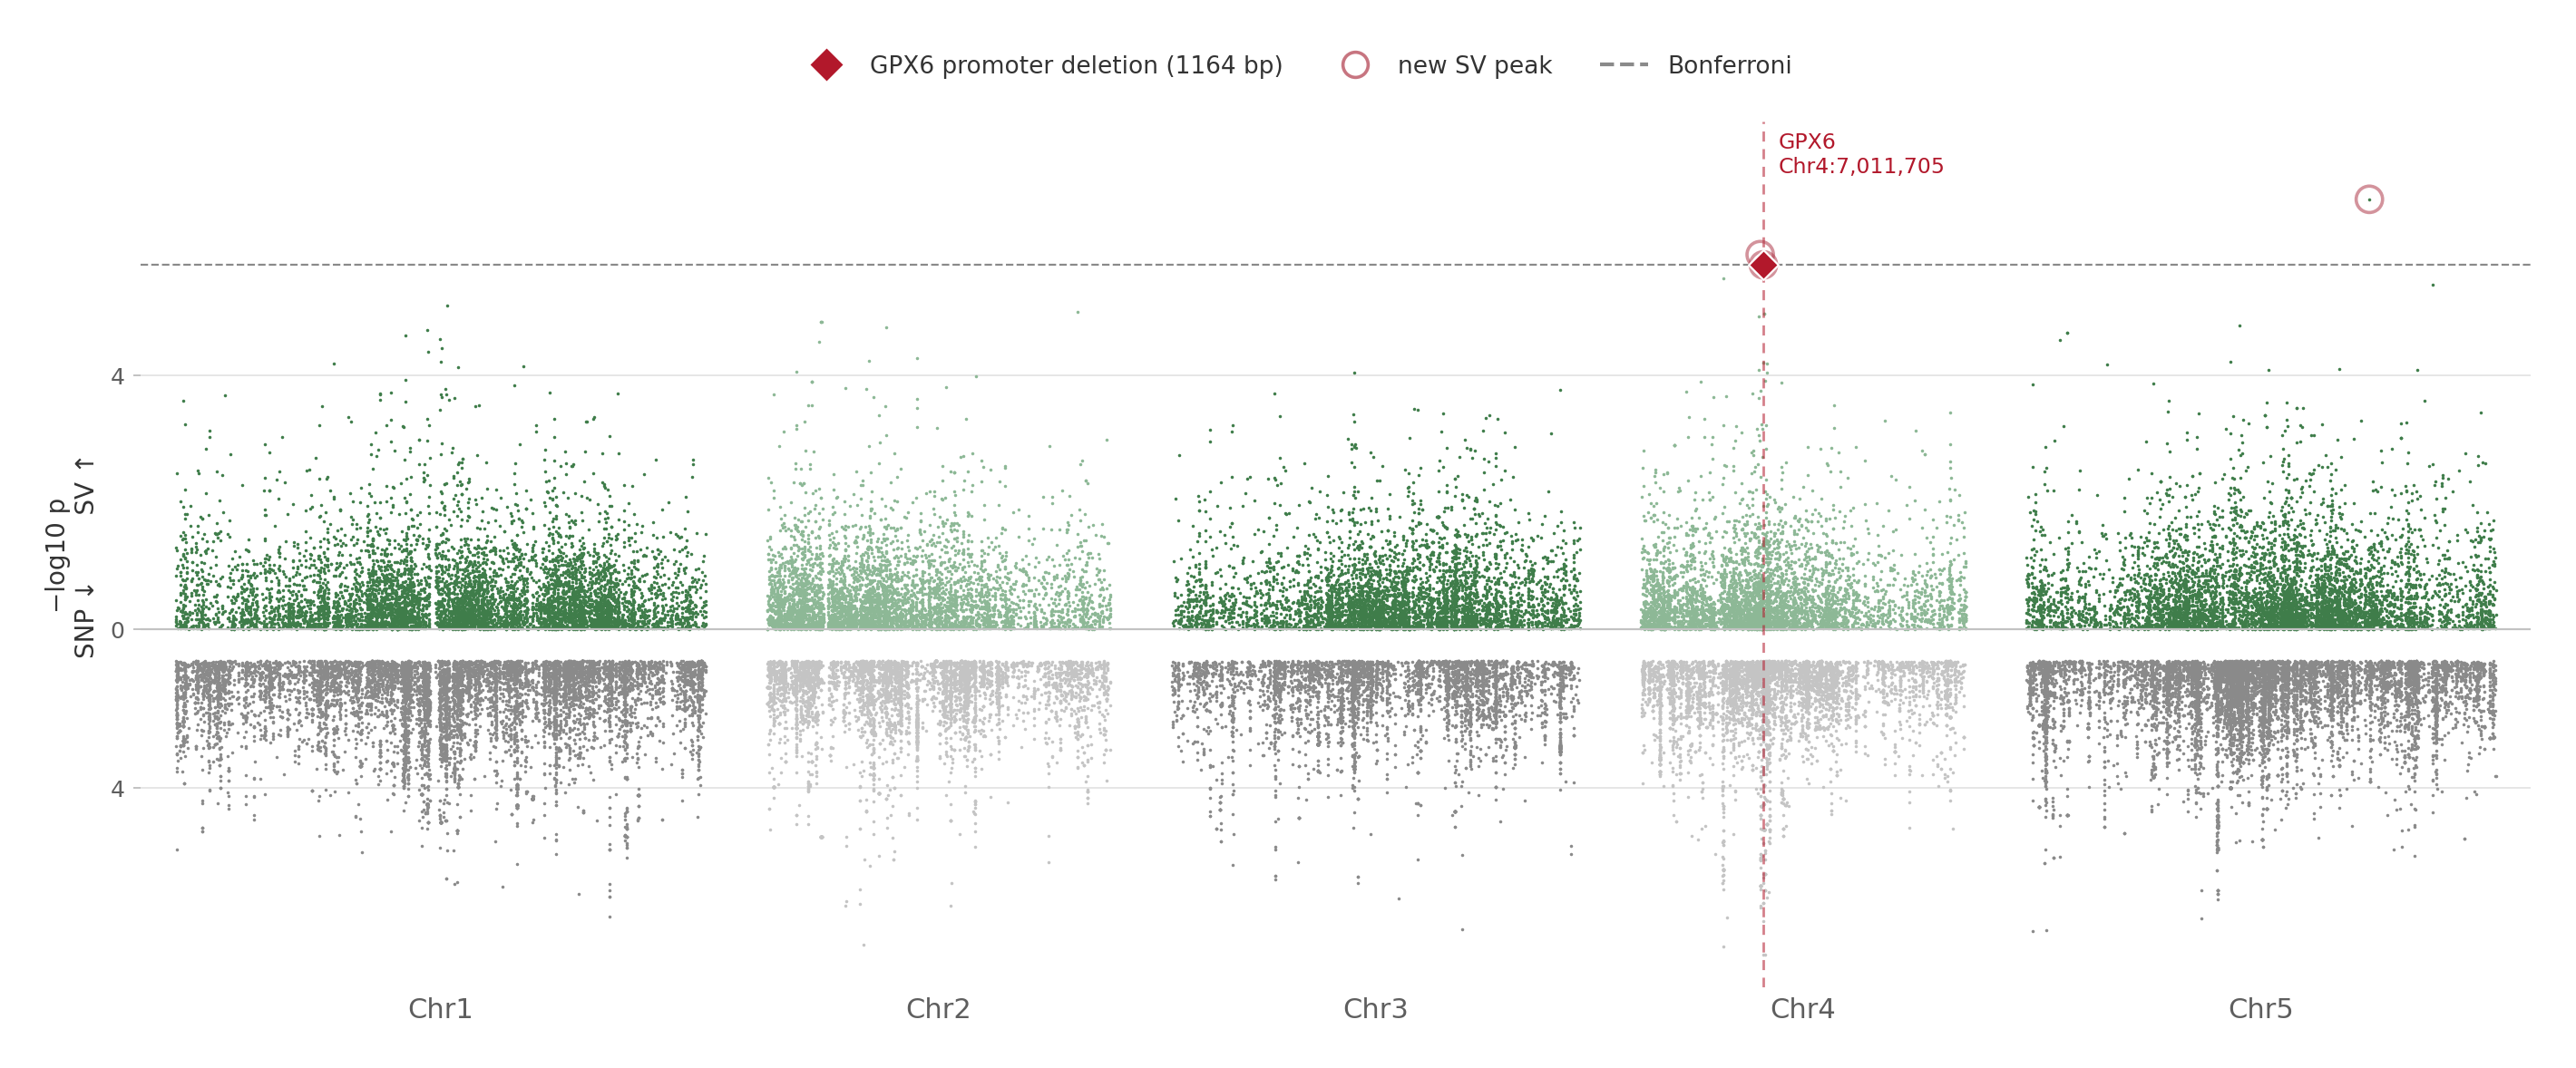 GPX6 promoter deletion (1164 bp)
new SV peak
Bonferroni
GPX6
Chr4:7,011,705
−log10 p
SNP ↓ SV ↑
4
0
4
Chr1
Chr2
Chr3
Chr4
Chr5